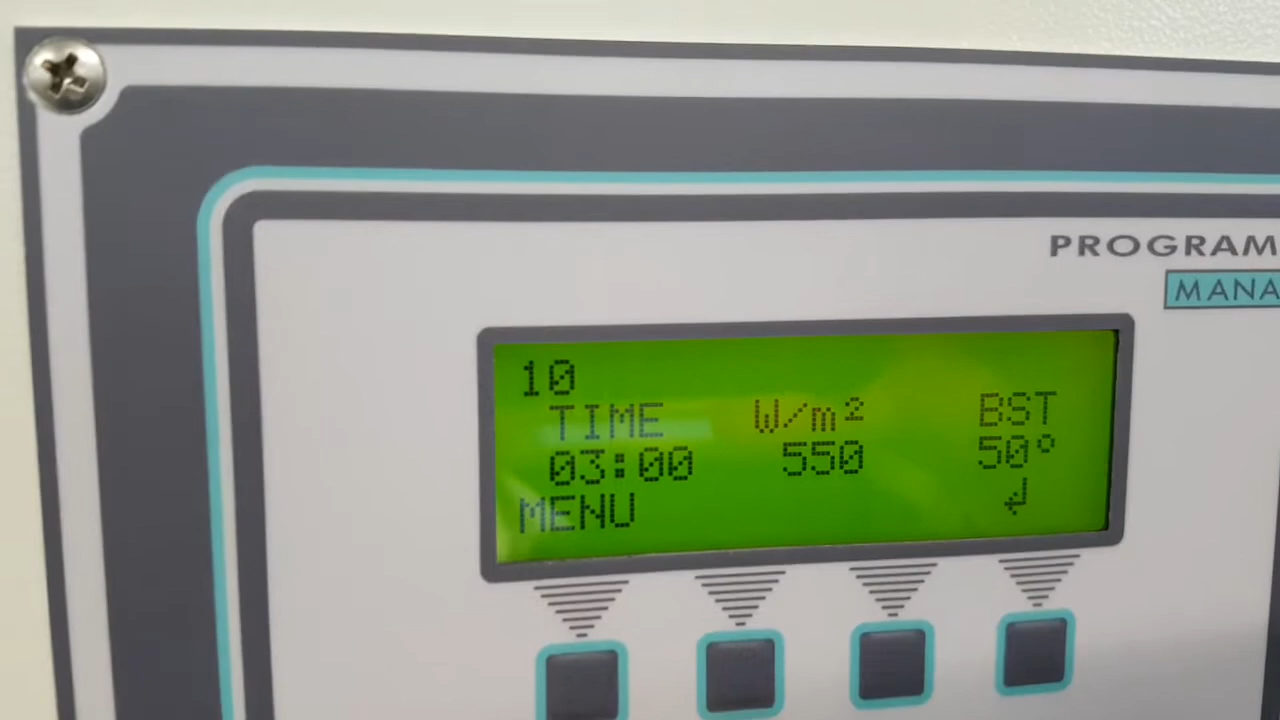 PROGRAM
MANA
10
TIME W/m² BST
03:00 550 50°
MENU ↲